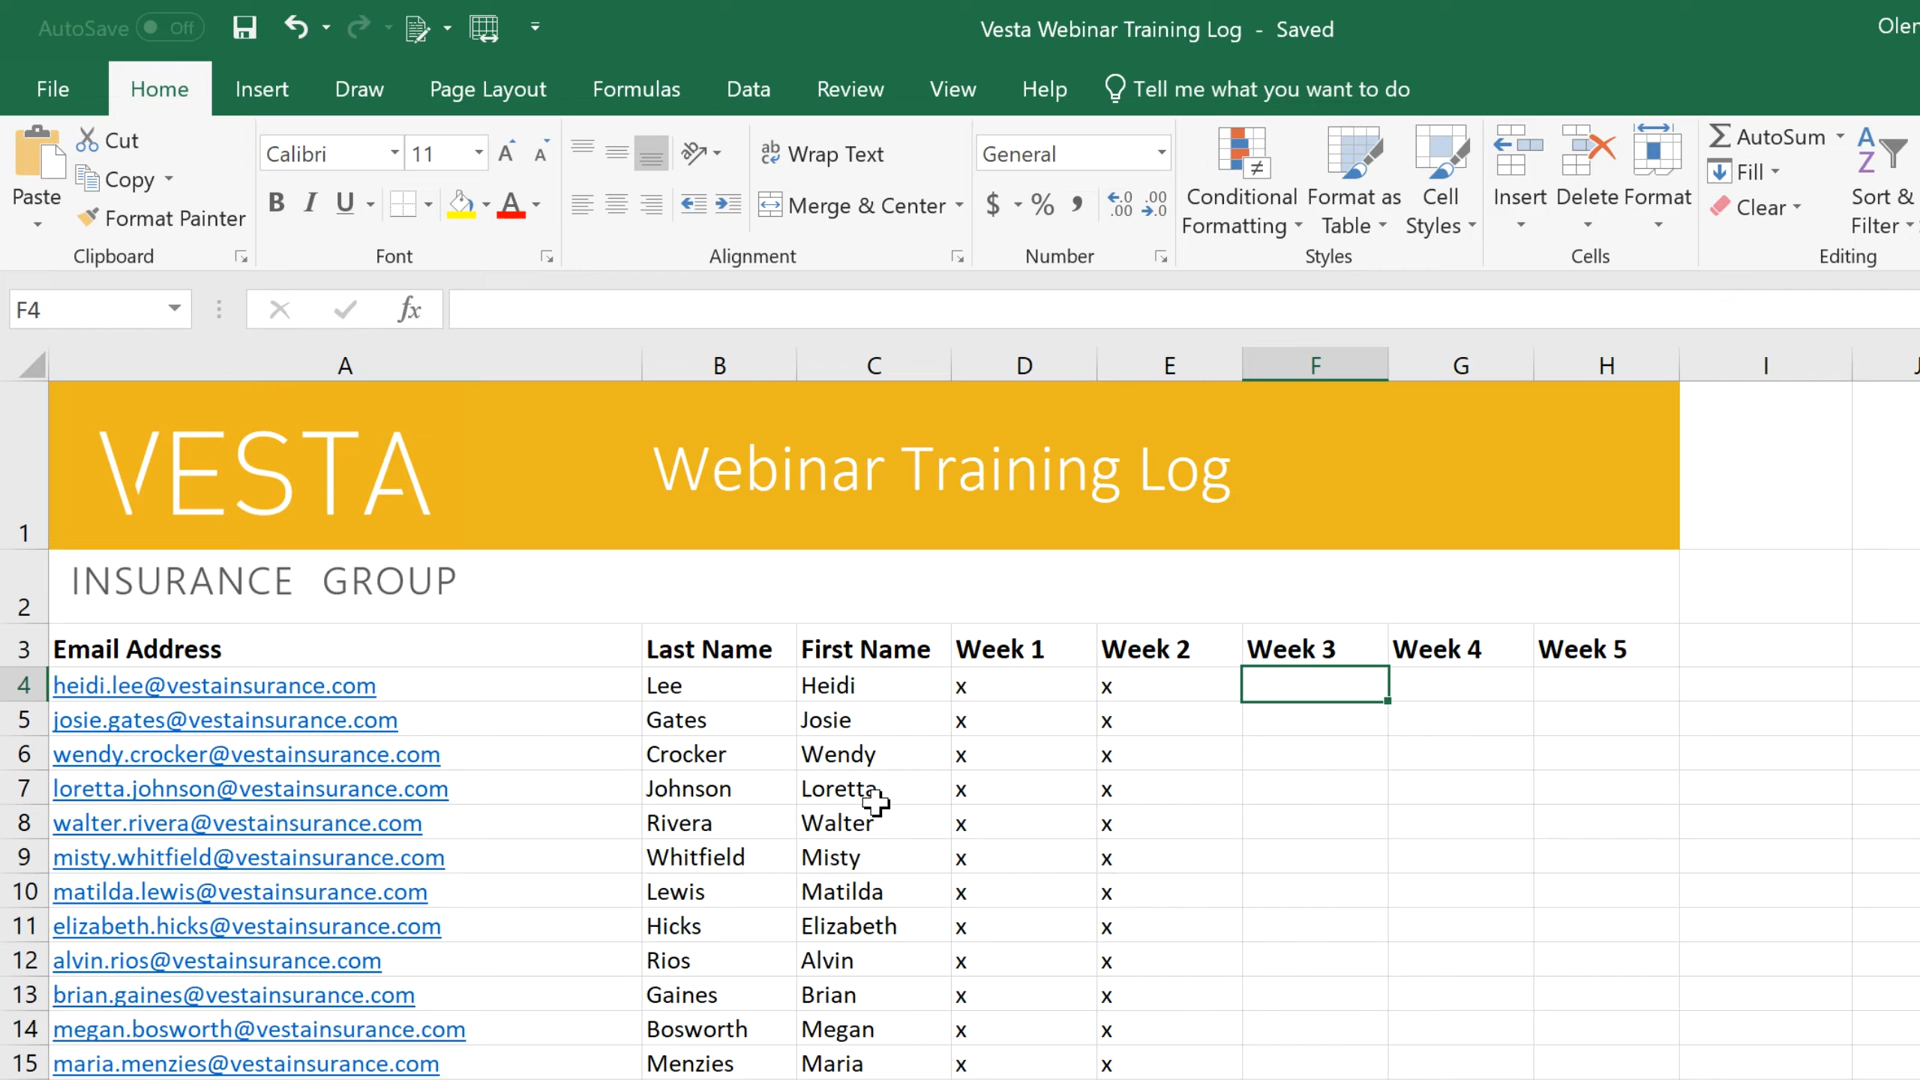 AutoSave Off
Vesta Webinar Training Log - Saved
Olen
File Home Insert Draw Page Layout Formulas Data Review View Help Tell me what you want to do
Paste
Cut
Copy
Format Painter
Clipboard
Calibri 11
B I U A
Font
Wrap Text
Merge & Center
Alignment
General
$ % ,
Number
Conditional Formatting
Format as Table
Cell Styles
Styles
Insert Delete Format
Cells
AutoSum
Fill
Clear
Sort &
Filter
Editing
F4 fx
A B C D E F G H I J
1 VESTA Webinar Training Log
2 INSURANCE GROUP
3 Email Address Last Name First Name Week 1 Week 2 Week 3 Week 4 Week 5
4 heidi.lee@vestainsurance.com Lee Heidi x x
5 josie.gates@vestainsurance.com Gates Josie x x
6 wendy.crocker@vestainsurance.com Crocker Wendy x x
7 loretta.johnson@vestainsurance.com Johnson Loretta x x
8 walter.rivera@vestainsurance.com Rivera Walter x x
9 misty.whitfield@vestainsurance.com Whitfield Misty x x
10 matilda.lewis@vestainsurance.com Lewis Matilda x x
11 elizabeth.hicks@vestainsurance.com Hicks Elizabeth x x
12 alvin.rios@vestainsurance.com Rios Alvin x x
13 brian.gaines@vestainsurance.com Gaines Brian x x
14 megan.bosworth@vestainsurance.com Bosworth Megan x x
15 maria.menzies@vestainsurance.com Menzies Maria x x